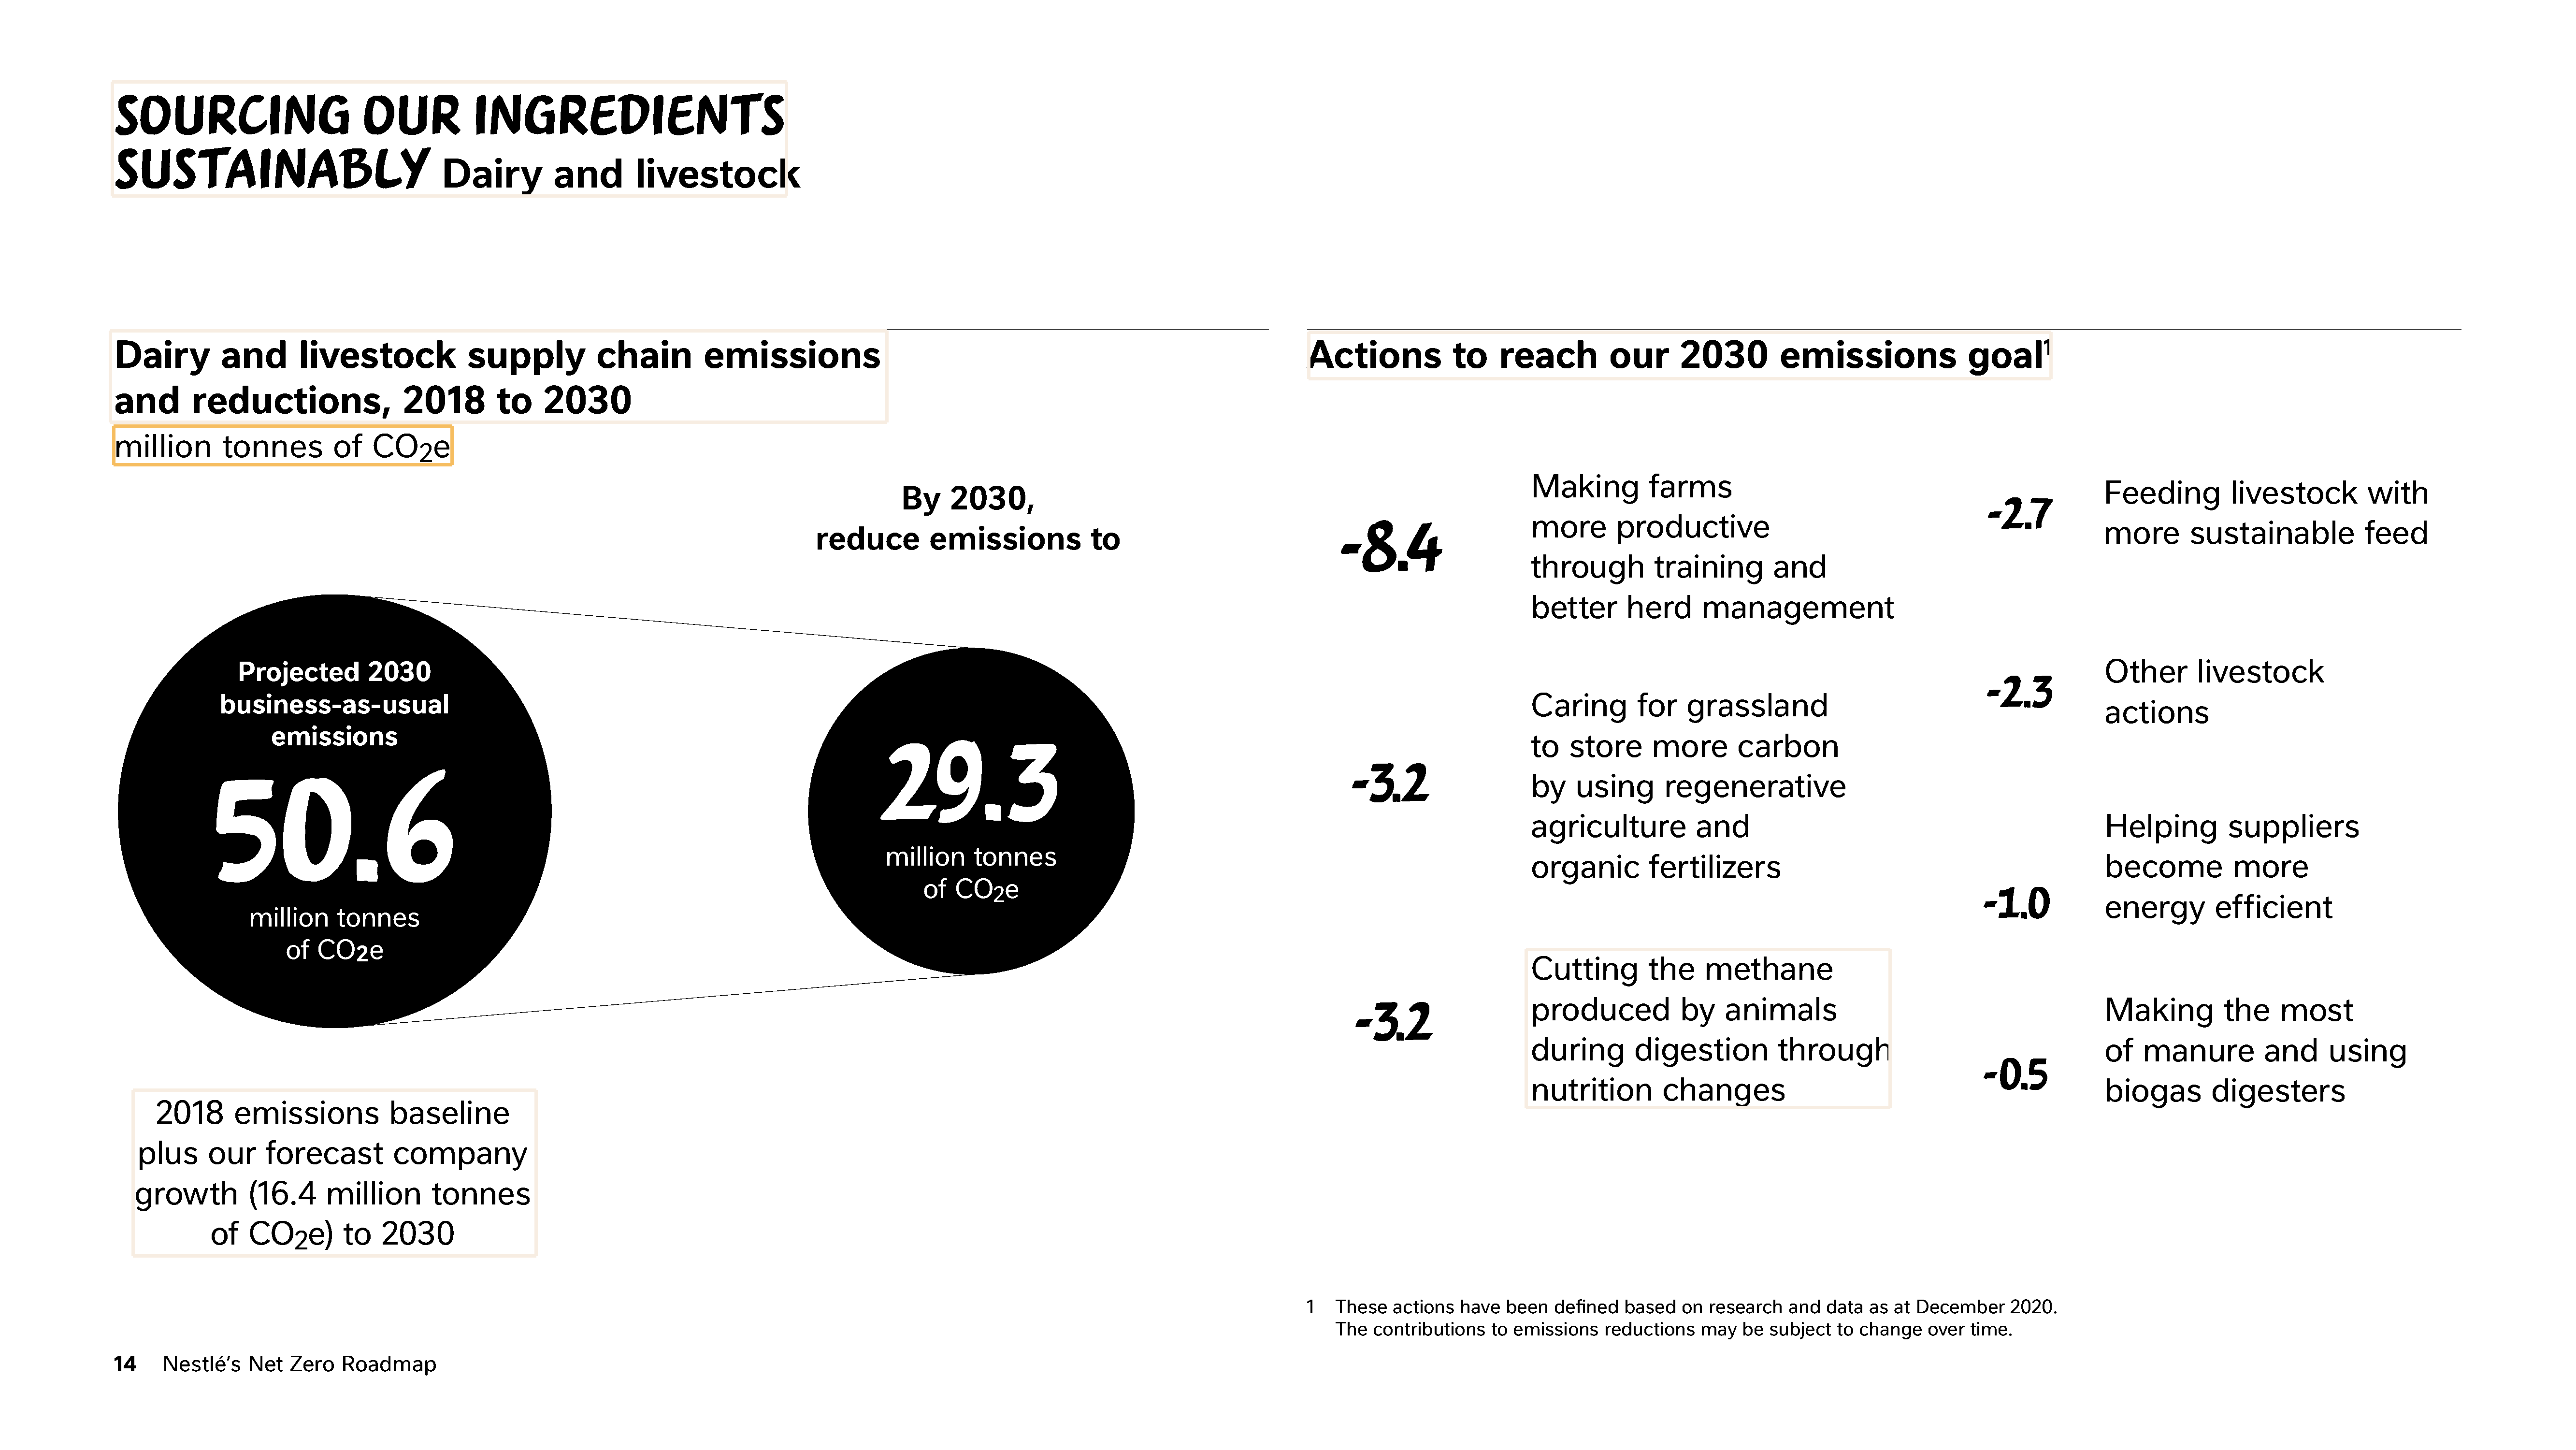 SOURCING OUR INGREDIENTS
SUSTAINABLY Dairy and livestock
Dairy and livestock supply chain emissions
and reductions, 2018 to 2030
million tonnes of CO2e
By 2030,
reduce emissions to
Projected 2030
business-as-usual
emissions
50.6
million tonnes
of CO2e
29.3
million tonnes
of CO2e
2018 emissions baseline
plus our forecast company
growth (16.4 million tonnes
of CO2e) to 2030
Actions to reach our 2030 emissions goal1
-8.4
Making farms
more productive
through training and
better herd management
-3.2
Caring for grassland
to store more carbon
by using regenerative
agriculture and
organic fertilizers
-3.2
Cutting the methane
produced by animals
during digestion through
nutrition changes
-2.7
Feeding livestock with
more sustainable feed
-2.3
Other livestock
actions
-1.0
Helping suppliers
become more
energy efficient
-0.5
Making the most
of manure and using
biogas digesters
1 These actions have been defined based on research and data as at December 2020.
The contributions to emissions reductions may be subject to change over time.
14 Nestlé's Net Zero Roadmap